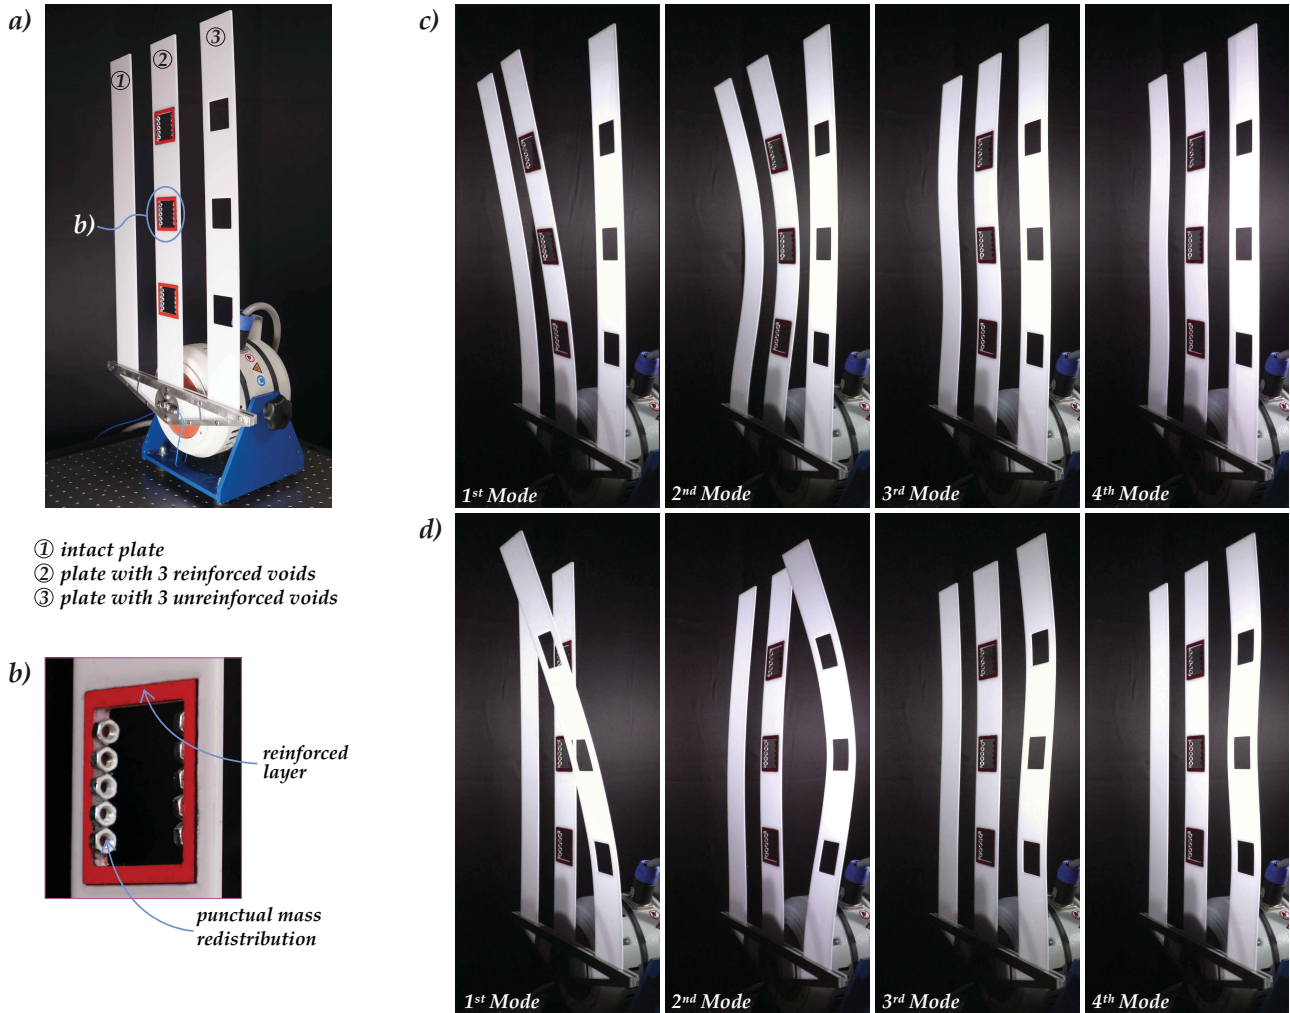 a)
① ② ③
b)
① intact plate
② plate with 3 reinforced voids
③ plate with 3 unreinforced voids
b)
reinforced
layer
punctual mass
redistribution
c)
1st Mode
2nd Mode
3rd Mode
4th Mode
d)
1st Mode
2nd Mode
3rd Mode
4th Mode